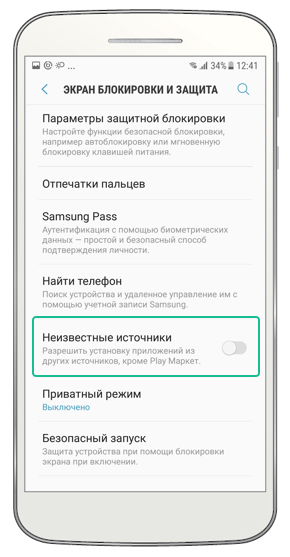 34% 12:41
ЭКРАН БЛОКИРОВКИ И ЗАЩИТА
Параметры защитной блокировки
Настройте функции безопасной блокировки,
например автоблокировку или мгновенную
блокировку клавишей питания.
Отпечатки пальцев
Samsung Pass
Аутентификация с помощью биометрических
данных — простой и безопасный способ
подтверждения личности.
Найти телефон
Поиск устройства и удаленное управление им с
помощью учетной записи Samsung.
Неизвестные источники
Разрешить установку приложений из
других источников, кроме Play Маркет.
Приватный режим
Выключено
Безопасный запуск
Защита устройства при помощи блокировки
экрана при включении.